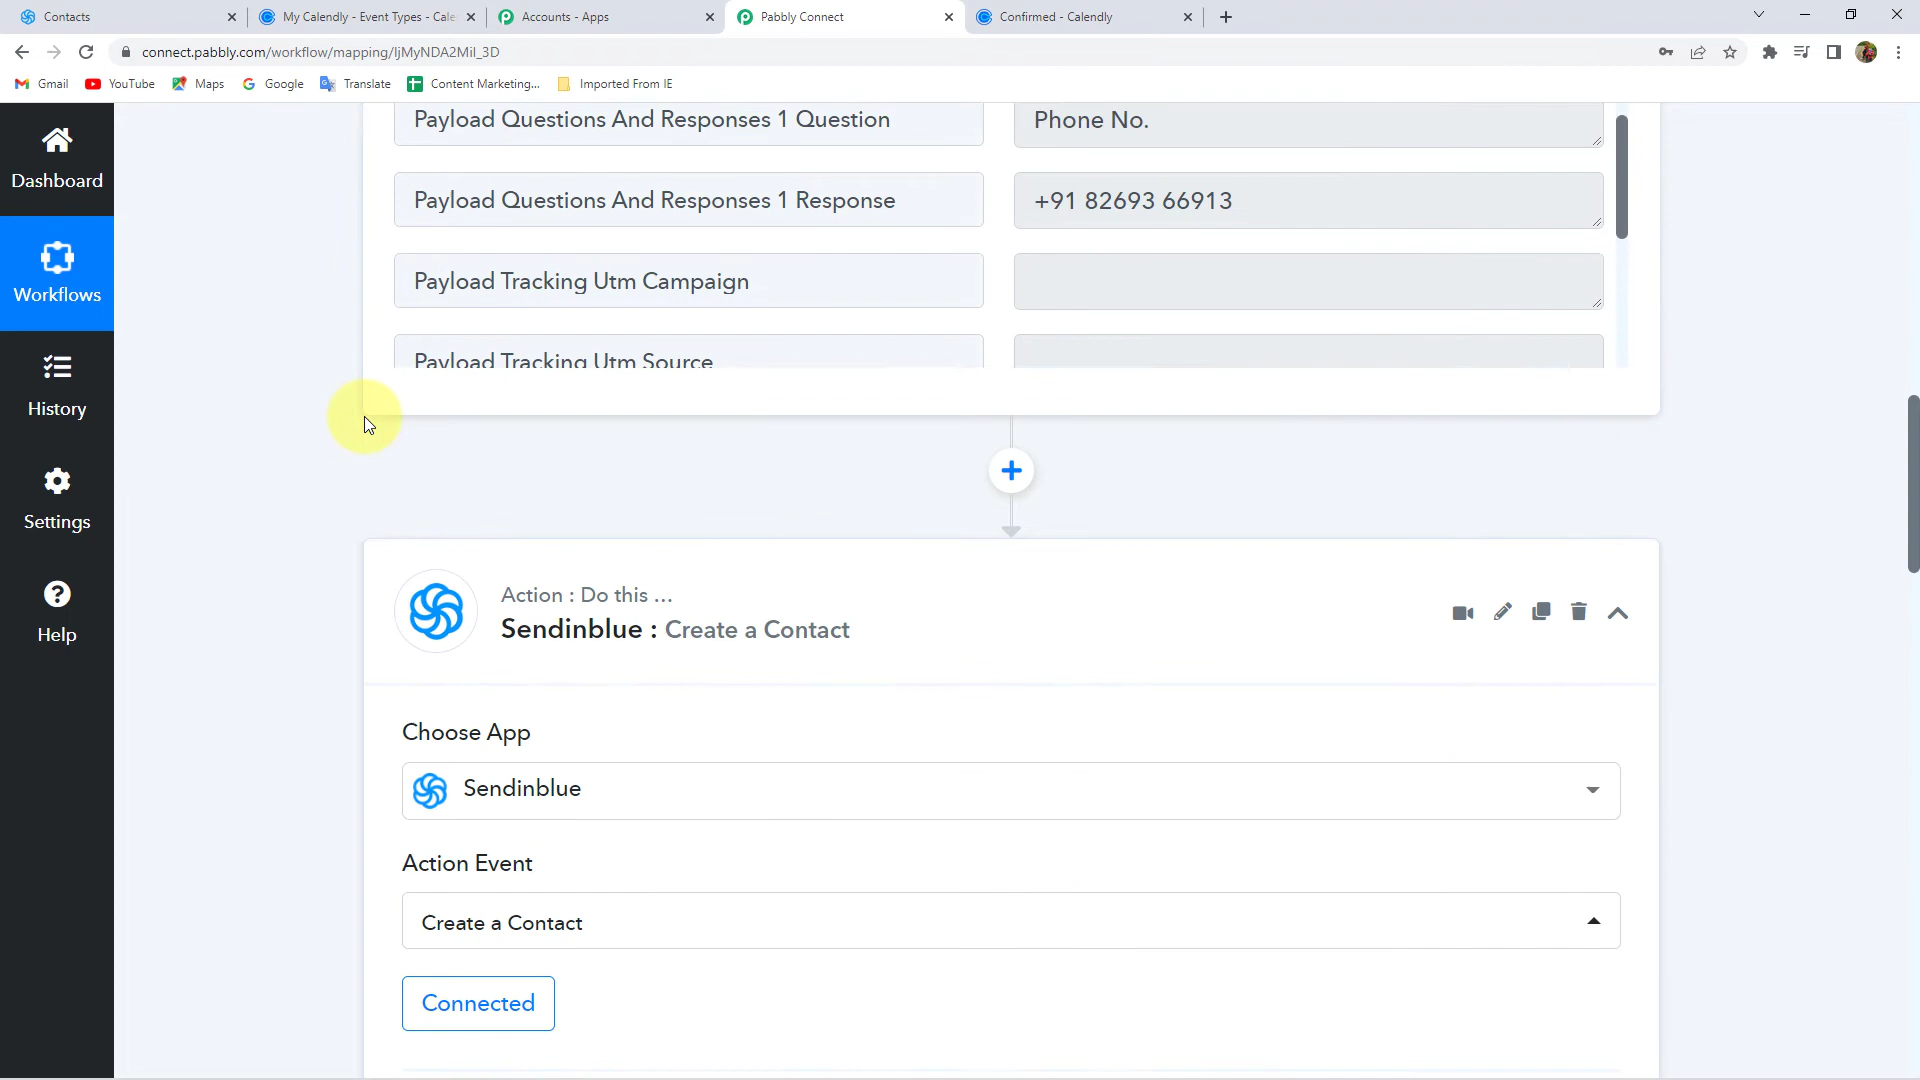 Contacts
My Calendly - Event Types - Cale
Accounts - Apps
Pabbly Connect
Confirmed - Calendly
connect.pabbly.com/workflow/mapping/IjMyNDA2MiI_3D
Gmail
YouTube
Maps
Google
Translate
Content Marketing...
Imported From IE
Dashboard
Workflows
History
Settings
Help
Payload Questions And Responses 1 Question
Phone No.
Payload Questions And Responses 1 Response
+91 82693 66913
Payload Tracking Utm Campaign
Payload Tracking Utm Source
Action : Do this ...
Sendinblue : Create a Contact
Choose App
Sendinblue
Action Event
Create a Contact
Connected